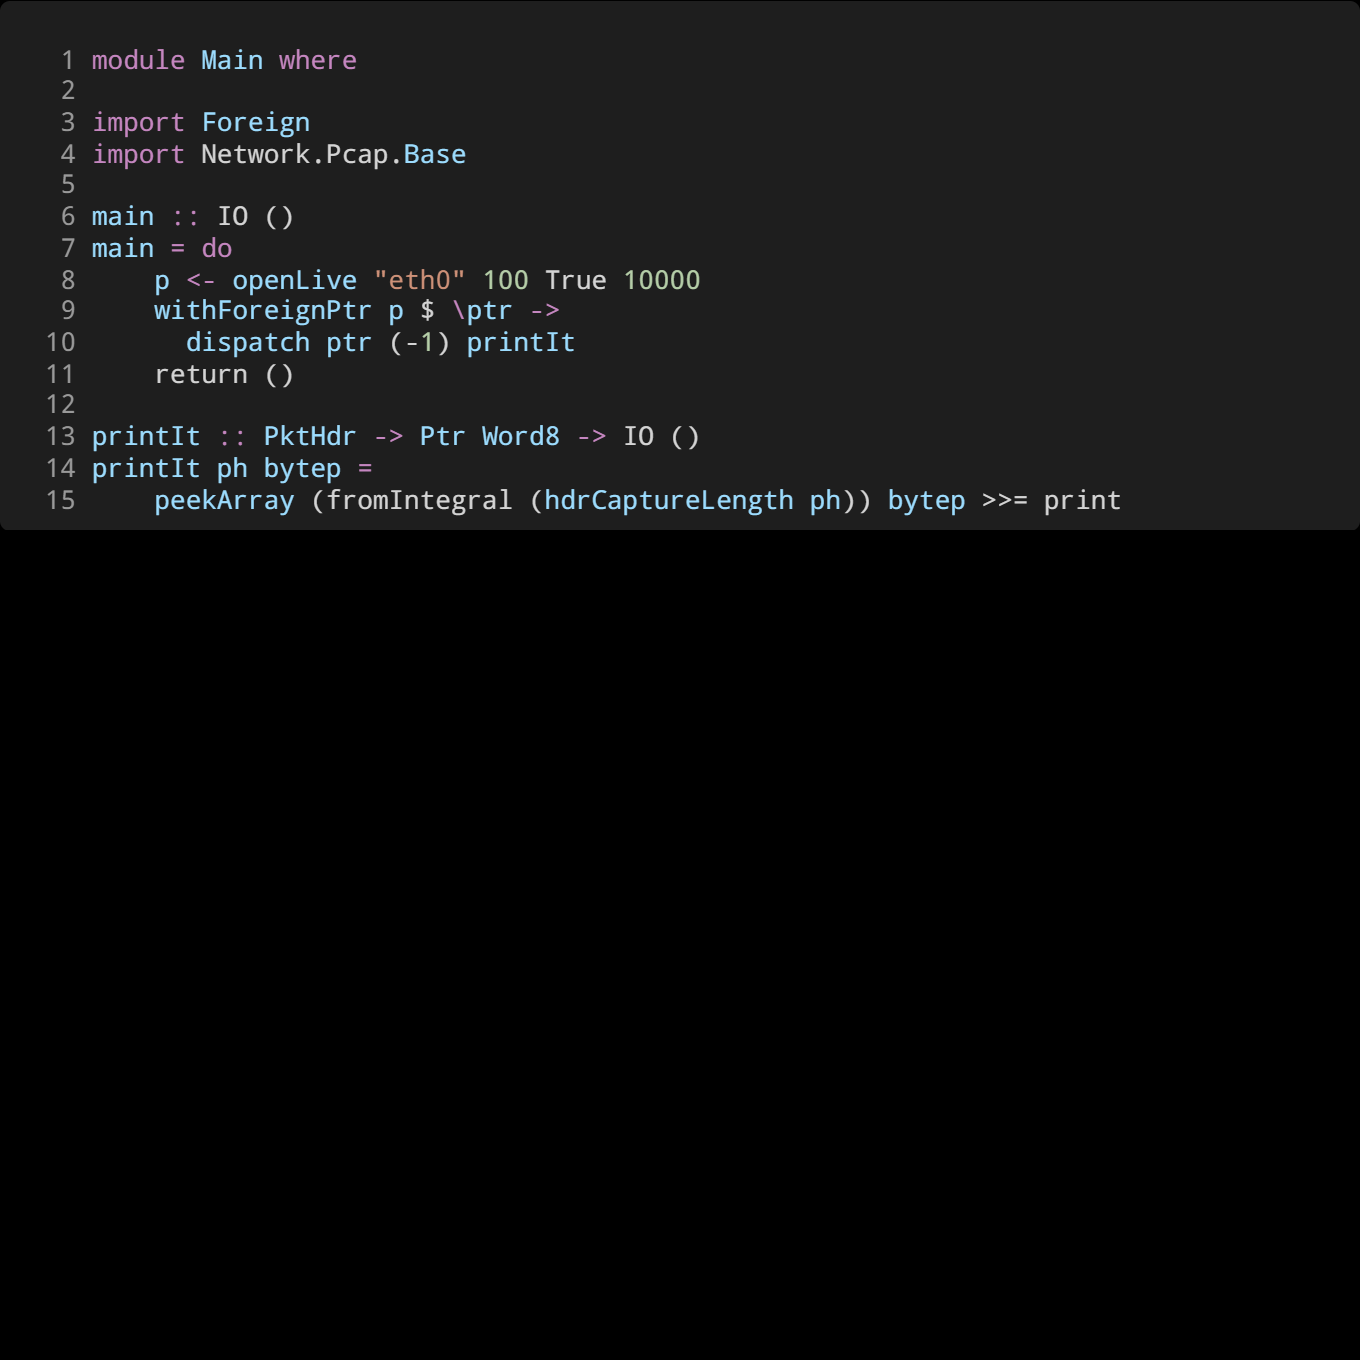 1 module Main where
2
3 import Foreign
4 import Network.Pcap.Base
5
6 main :: IO ()
7 main = do
8     p <- openLive "eth0" 100 True 10000
9     withForeignPtr p $ \ptr ->
10       dispatch ptr (-1) printIt
11     return ()
12
13 printIt :: PktHdr -> Ptr Word8 -> IO ()
14 printIt ph bytep =
15     peekArray (fromIntegral (hdrCaptureLength ph)) bytep >>= print